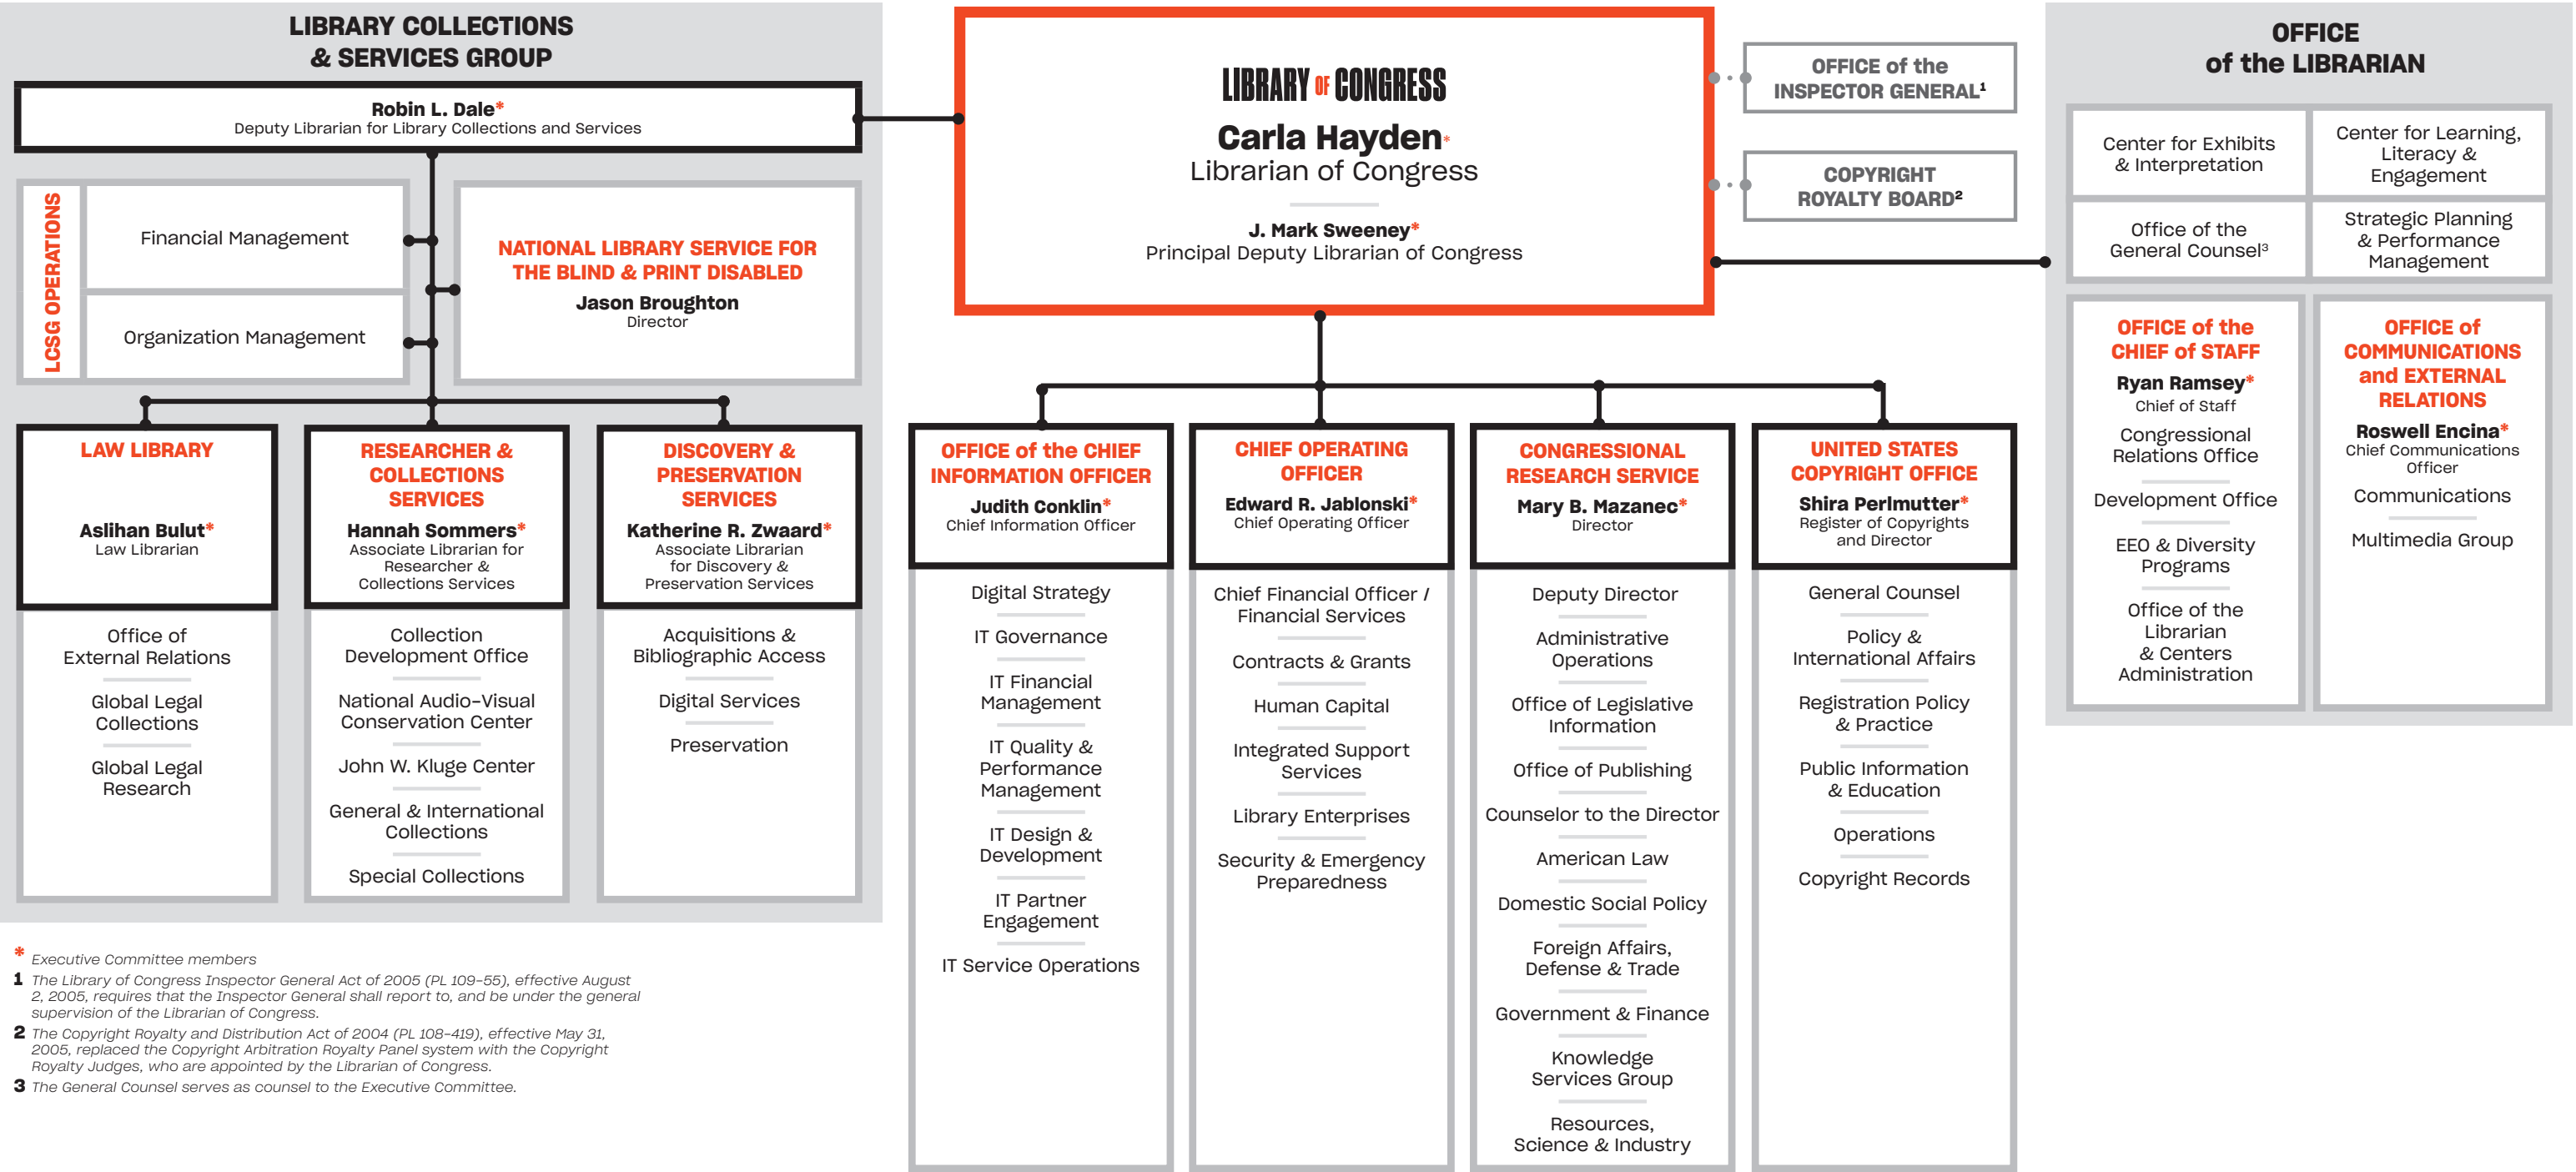 LIBRARY COLLECTIONS
& SERVICES GROUP
Robin L. Dale*
Deputy Librarian for Library Collections and Services
LCSG OPERATIONS
Financial Management
Organization Management
NATIONAL LIBRARY SERVICE FOR
THE BLIND & PRINT DISABLED
Jason Broughton
Director
LAW LIBRARY
Aslihan Bulut*
Law Librarian
Office of
External Relations
Global Legal
Collections
Global Legal
Research
RESEARCHER &
COLLECTIONS
SERVICES
Hannah Sommers*
Associate Librarian for
Researcher &
Collections Services
Collection
Development Office
National Audio-Visual
Conservation Center
John W. Kluge Center
General & International
Collections
Special Collections
DISCOVERY &
PRESERVATION
SERVICES
Katherine R. Zwaard*
Associate Librarian
for Discovery &
Preservation Services
Acquisitions &
Bibliographic Access
Digital Services
Preservation
LIBRARY OF CONGRESS
Carla Hayden*
Librarian of Congress
J. Mark Sweeney*
Principal Deputy Librarian of Congress
OFFICE of the
INSPECTOR GENERAL¹
COPYRIGHT
ROYALTY BOARD²
OFFICE of the CHIEF
INFORMATION OFFICER
Judith Conklin*
Chief Information Officer
Digital Strategy
IT Governance
IT Financial
Management
IT Quality &
Performance
Management
IT Design &
Development
IT Partner
Engagement
IT Service Operations
CHIEF OPERATING
OFFICER
Edward R. Jablonski*
Chief Operating Officer
Chief Financial Officer /
Financial Services
Contracts & Grants
Human Capital
Integrated Support
Services
Library Enterprises
Security & Emergency
Preparedness
CONGRESSIONAL
RESEARCH SERVICE
Mary B. Mazanec*
Director
Deputy Director
Administrative
Operations
Office of Legislative
Information
Office of Publishing
Counselor to the Director
American Law
Domestic Social Policy
Foreign Affairs,
Defense & Trade
Government & Finance
Knowledge
Services Group
Resources,
Science & Industry
UNITED STATES
COPYRIGHT OFFICE
Shira Perlmutter*
Register of Copyrights
and Director
General Counsel
Policy &
International Affairs
Registration Policy
& Practice
Public Information
& Education
Operations
Copyright Records
OFFICE
of the LIBRARIAN
Center for Exhibits
& Interpretation
Center for Learning,
Literacy &
Engagement
Office of the
General Counsel³
Strategic Planning
& Performance
Management
OFFICE of the
CHIEF of STAFF
Ryan Ramsey*
Chief of Staff
Congressional
Relations Office
Development Office
EEO & Diversity
Programs
Office of the
Librarian
& Centers
Administration
OFFICE of
COMMUNICATIONS
and EXTERNAL
RELATIONS
Roswell Encina*
Chief Communications
Officer
Communications
Multimedia Group
* Executive Committee members
1 The Library of Congress Inspector General Act of 2005 (PL 109-55), effective August
2, 2005, requires that the Inspector General shall report to, and be under the general
supervision of the Librarian of Congress.
2 The Copyright Royalty and Distribution Act of 2004 (PL 108-419), effective May 31,
2005, replaced the Copyright Arbitration Royalty Panel system with the Copyright
Royalty Judges, who are appointed by the Librarian of Congress.
3 The General Counsel serves as counsel to the Executive Committee.